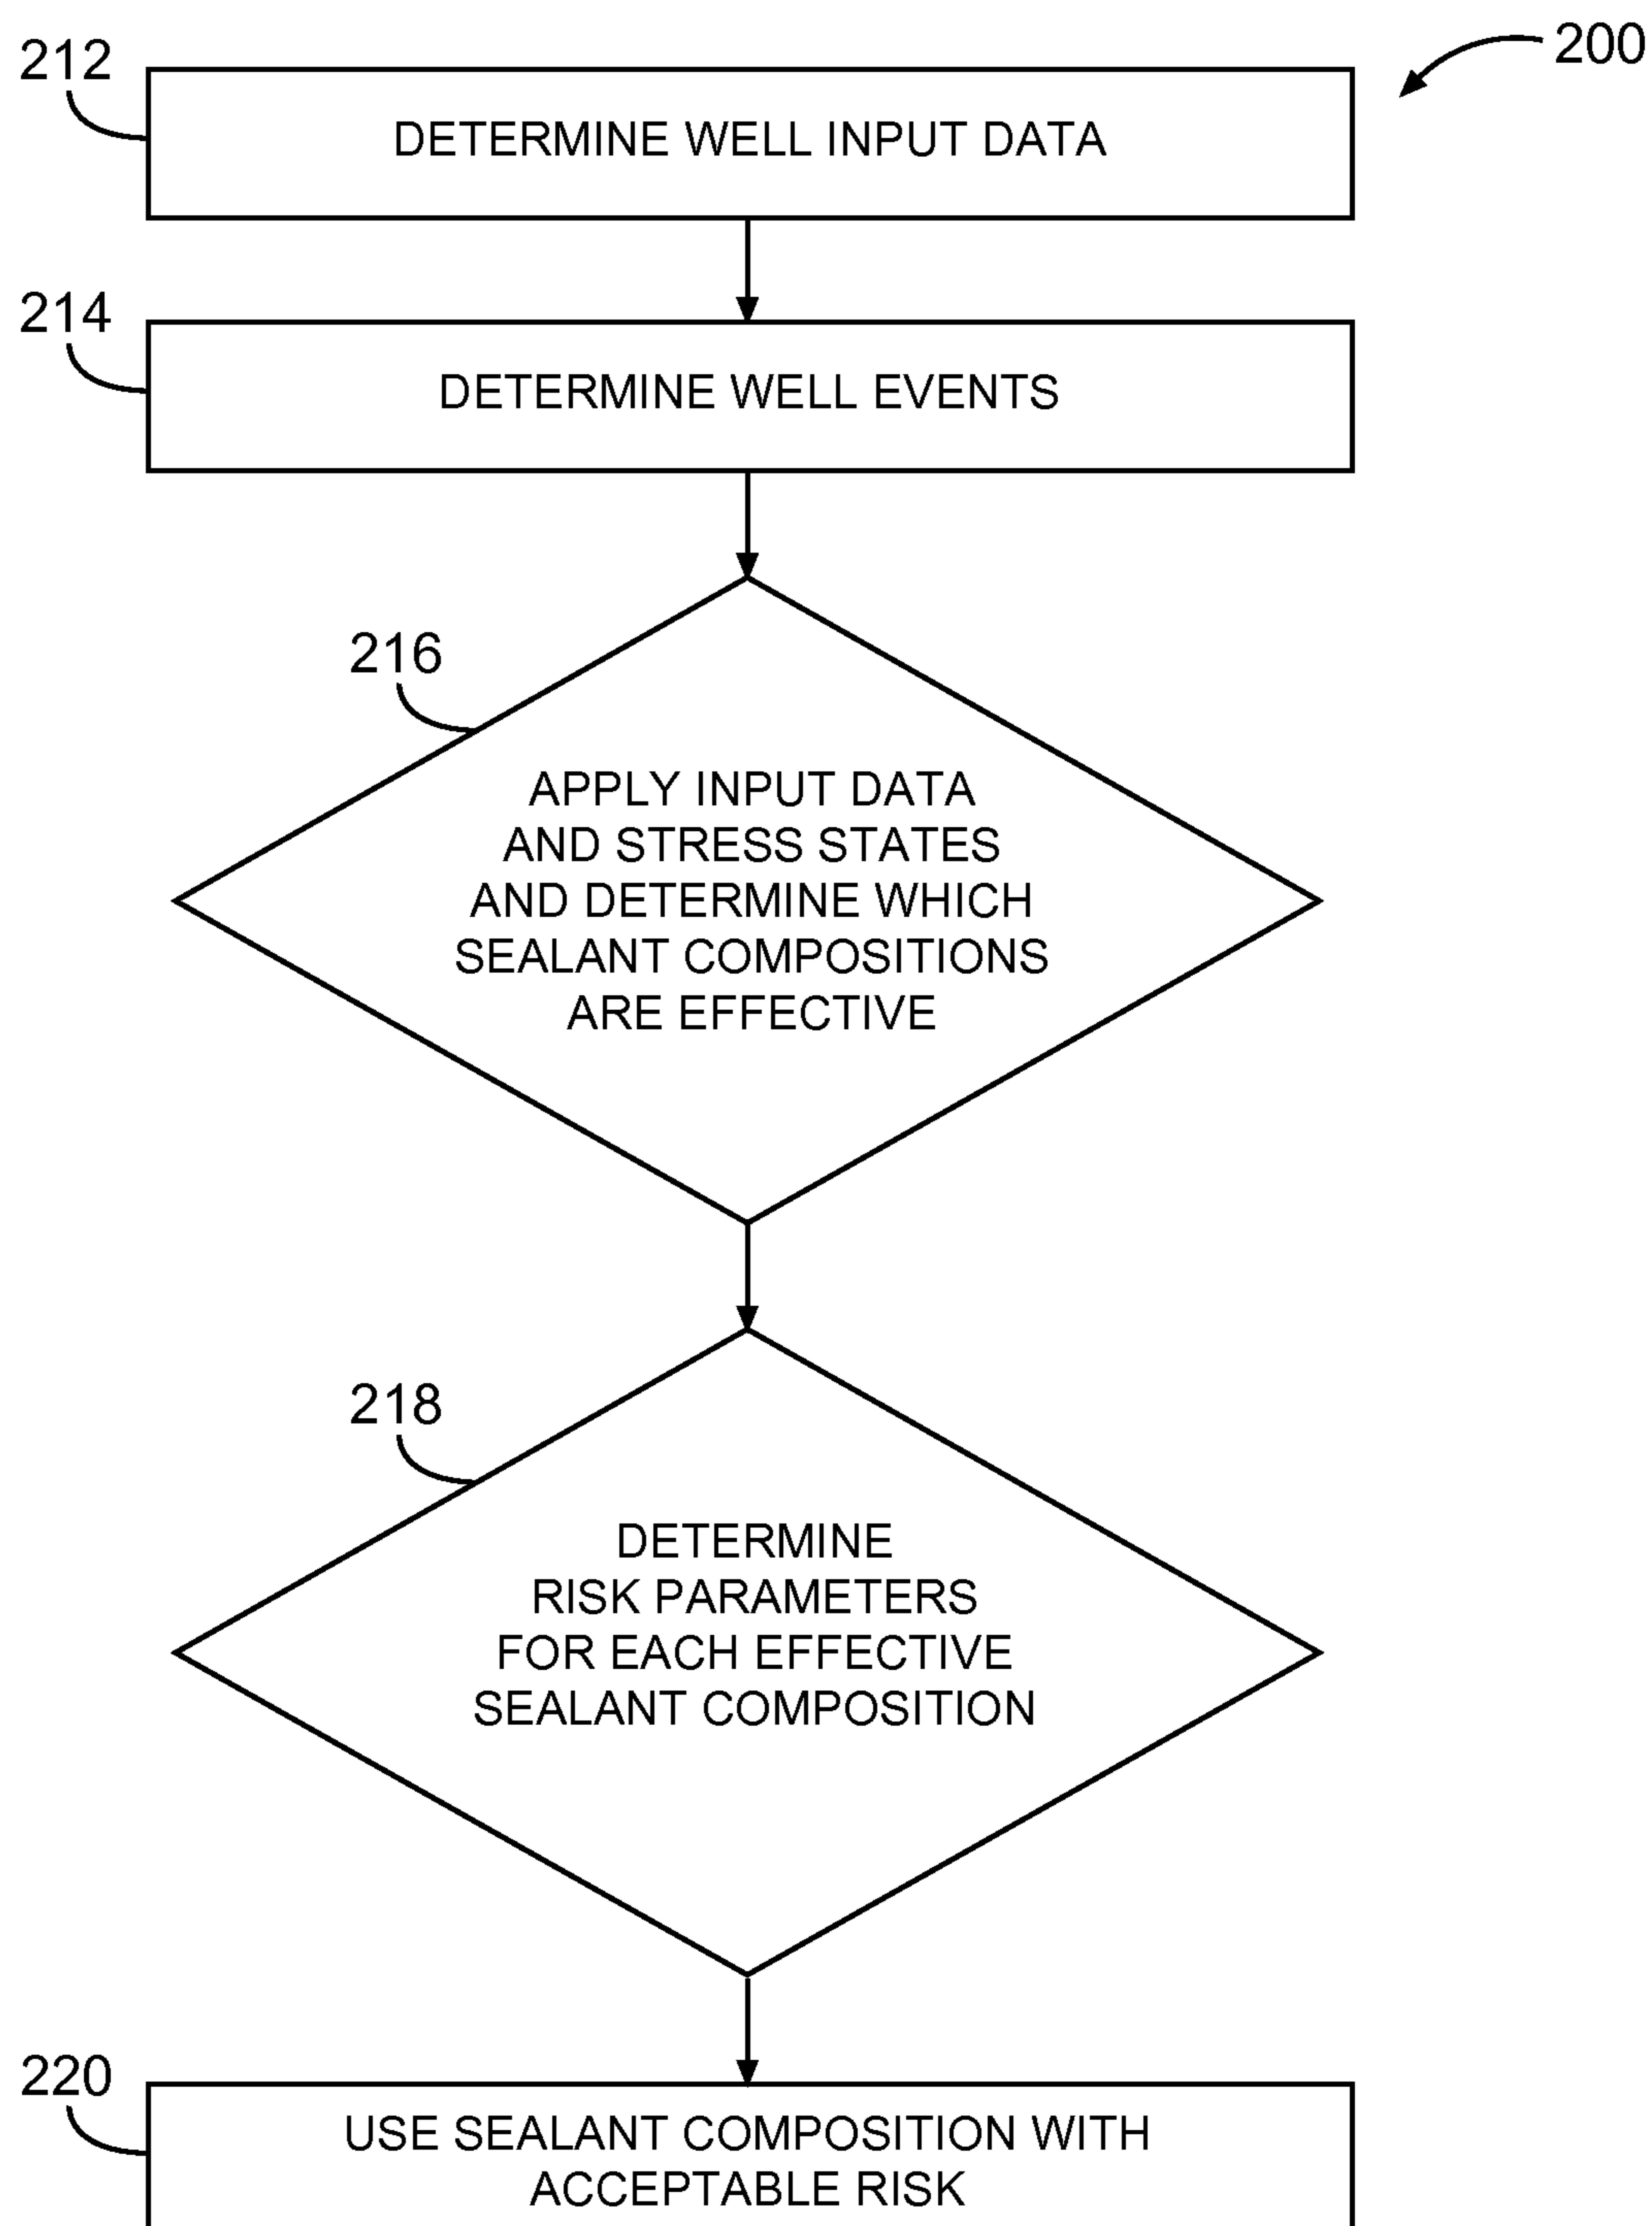 200
212
DETERMINE WELL INPUT DATA
214
DETERMINE WELL EVENTS
216
APPLY INPUT DATA
AND STRESS STATES
AND DETERMINE WHICH
SEALANT COMPOSITIONS
ARE EFFECTIVE
218
DETERMINE
RISK PARAMETERS
FOR EACH EFFECTIVE
SEALANT COMPOSITION
220
USE SEALANT COMPOSITION WITH
ACCEPTABLE RISK